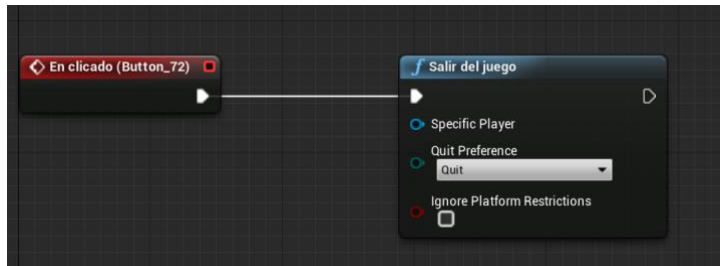 En clicado (Button_72)
Salir del juego
Specific Player
Quit Preference
Quit
Ignore Platform Restrictions